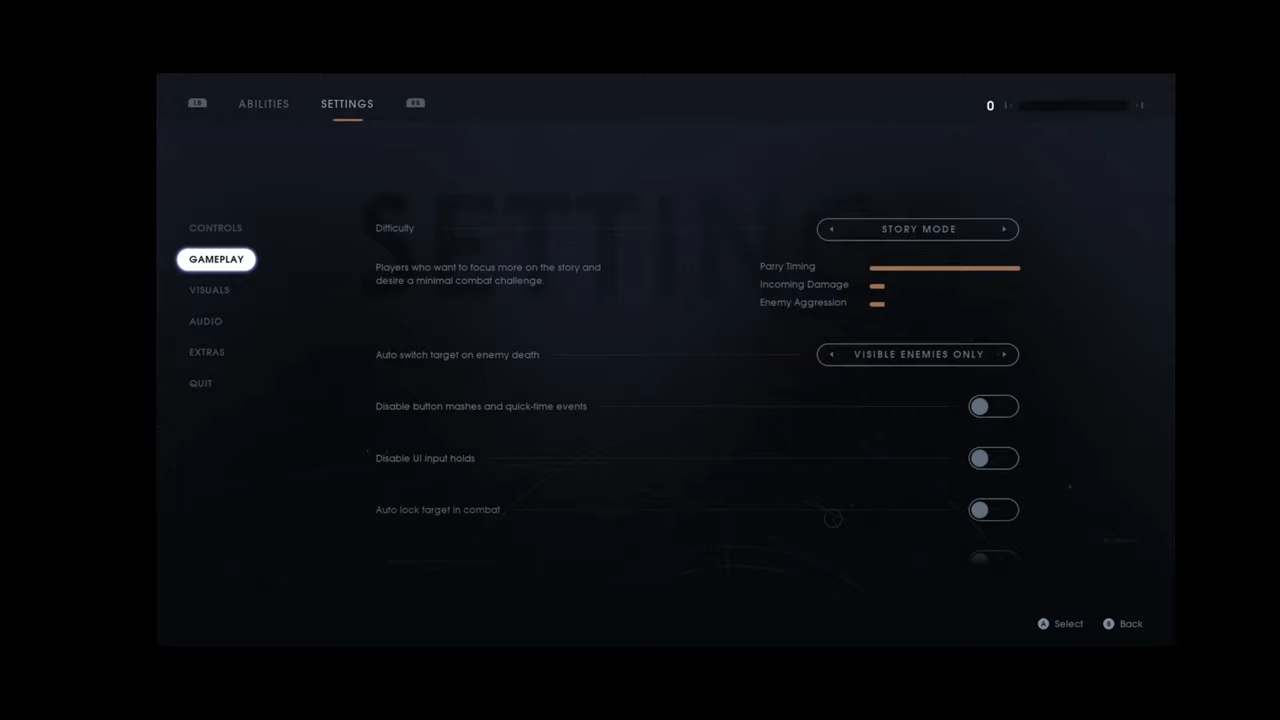 LB ABILITIES SETTINGS RB
0
SETTING
CONTROLS
GAMEPLAY
VISUALS
AUDIO
EXTRAS
QUIT
Difficulty
STORY MODE
Players who want to focus more on the story and
desire a minimal combat challenge.
Parry Timing
Incoming Damage
Enemy Aggression
Auto switch target on enemy death
VISIBLE ENEMIES ONLY
Disable button mashes and quick-time events
Disable UI input holds
Auto lock target in combat
A Select B Back